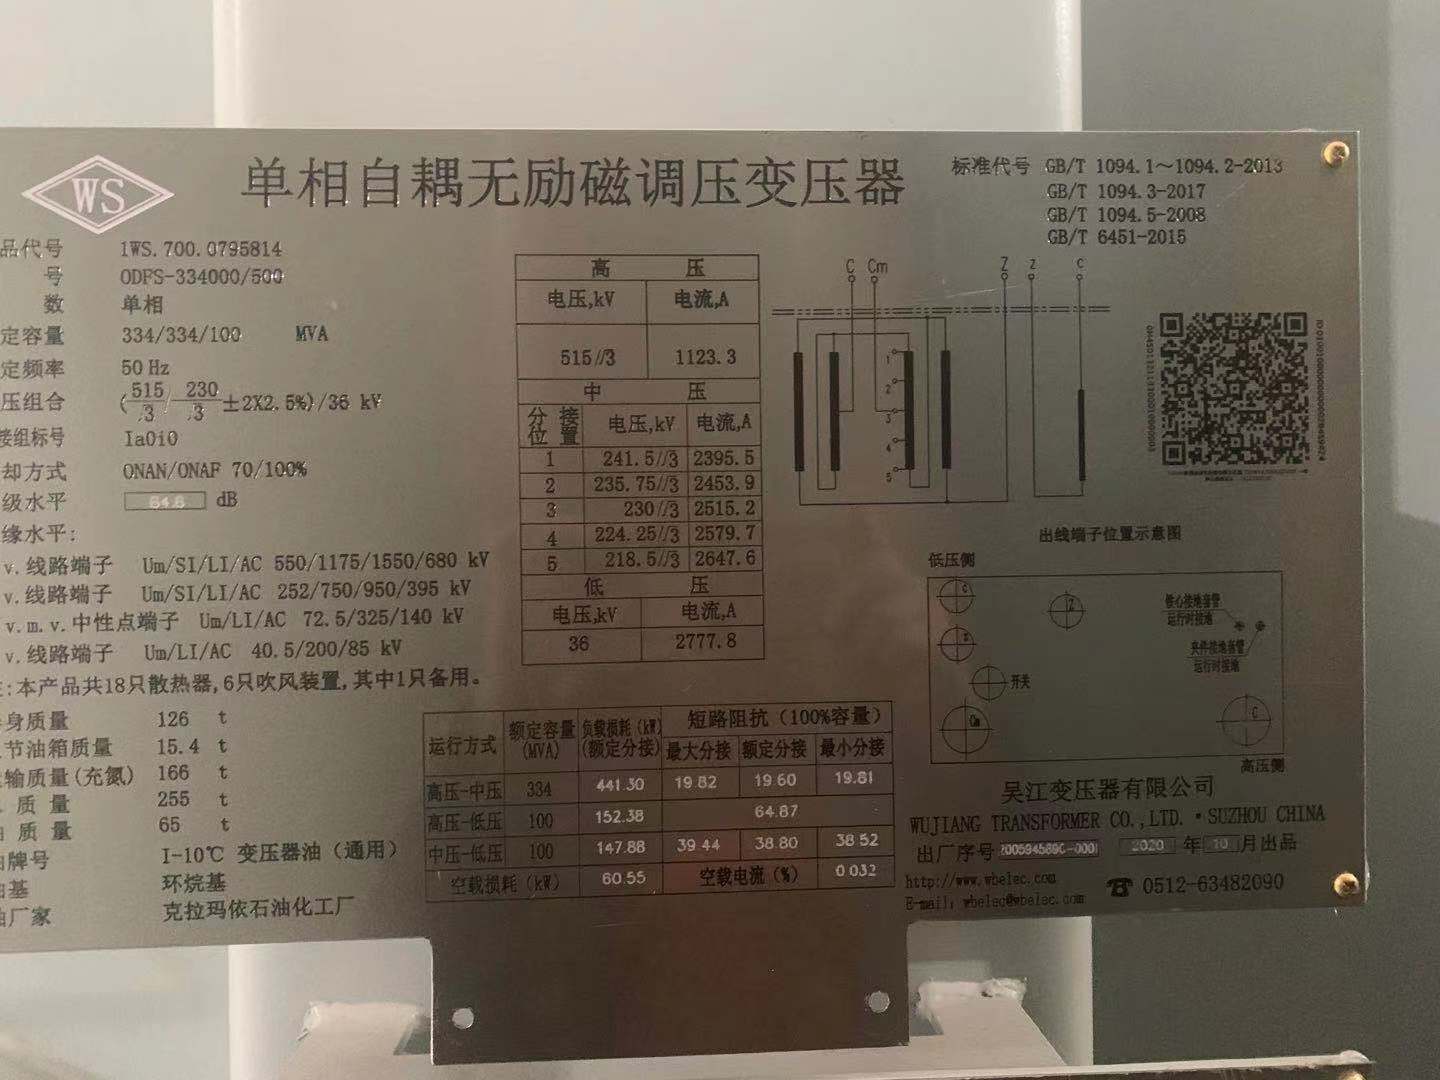 WS
单相自耦无励磁调压变压器
标准代号 GB/T 1094.1～1094.2-2013
GB/T 1094.3-2017
GB/T 1094.5-2008
GB/T 6451-2015
品代号 1WS.700.0795814
号 ODFS-334000/500
数 单相
定容量 334/334/100 MVA
定频率 50 Hz
压组合 (515/√3/230/√3±2X2.5%)/36 kV
接组标号 Ia0i0
却方式 ONAN/ONAF 70/100%
级水平 64.6 dB
缘水平:
v.线路端子 Um/SI/LI/AC 550/1175/1550/680 kV
v.线路端子 Um/SI/LI/AC 252/750/950/395 kV
v.m.v.中性点端子 Um/LI/AC 72.5/325/140 kV
v.线路端子 Um/LI/AC 40.5/200/85 kV
:本产品共18只散热器,6只吹风装置,其中1只备用。
身质量 126 t
节油箱质量 15.4 t
输质量(充氮) 166 t
质量 255 t
质量 65 t
牌号 I-10℃ 变压器油(通用)
基 环烷基
厂家 克拉玛依石油化工厂
高 压
电压,kV 电流,A
515/√3 1123.3
中 压
分接位置 电压,kV 电流,A
1 241.5/√3 2395.5
2 235.75/√3 2453.9
3 230/√3 2515.2
4 224.25/√3 2579.7
5 218.5/√3 2647.6
低 压
电压,kV 电流,A
36 2777.8
运行方式 额定容量(MVA) 负载损耗(kW)(额定分接) 短路阻抗(100%容量)
最大分接 额定分接 最小分接
高压-中压 334 441.30 19.82 19.60 19.81
高压-低压 100 152.38 64.87
中压-低压 100 147.88 39.44 38.80 38.52
空载损耗(kW) 60.55 空载电流(%) 0.032
C Cm Z z c
1
2
3
4
5
出线端子位置示意图
低压侧
c
Z
铁心接地套管
运行时接地
z
夹件接地套管
运行时接地
开关
Cm
C
高压侧
吴江变压器有限公司
WUJIANG TRANSFORMER CO.,LTD.·SUZHOU CHINA
出厂序号 2020 年 10 月出品
http://www.wbelec.com
☎ 0512-63482090
E-mail: wbelec@wbelec.com